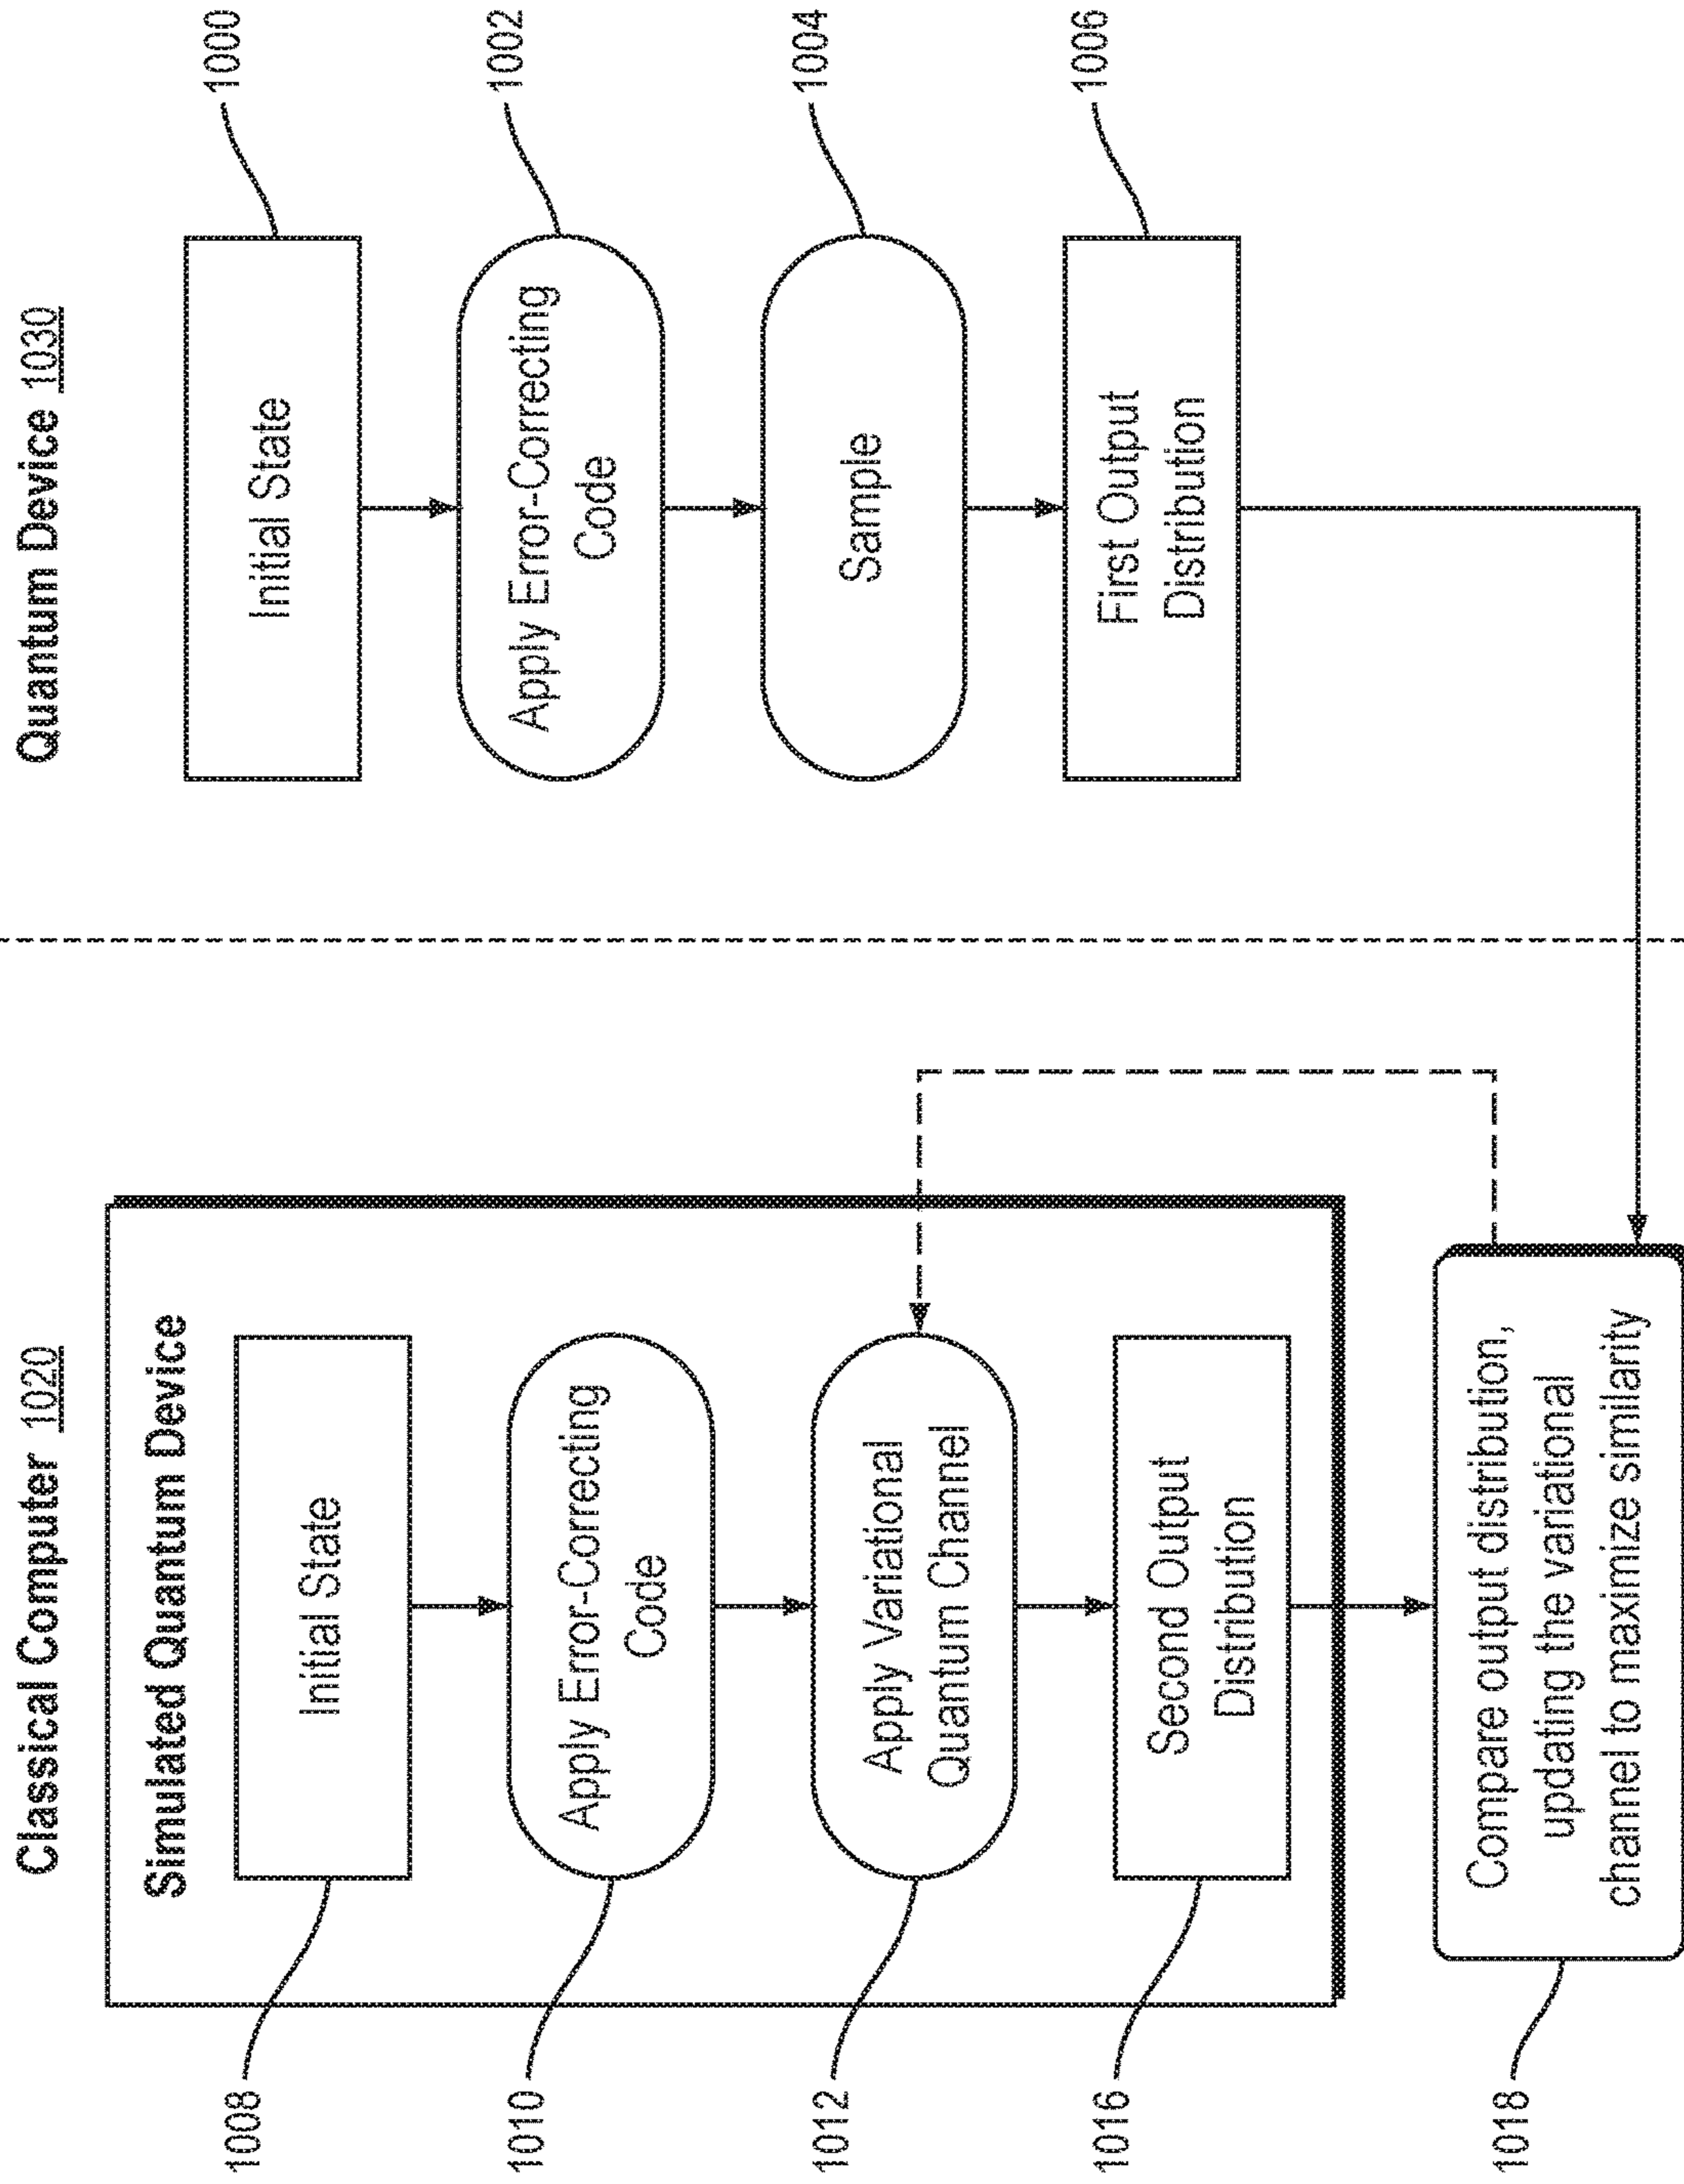 Classical Computer 1020
Simulated Quantum Device
1008
Initial State
1010
Apply Error-Correcting
Code
1012
Apply Variational
Quantum Channel
1016
Second Output
Distribution
1018
Compare output distribution,
updating the variational
channel to maximize similarity
Quantum Device 1030
Initial State
1000
Apply Error-Correcting
Code
1002
Sample
1004
First Output
Distribution
1006